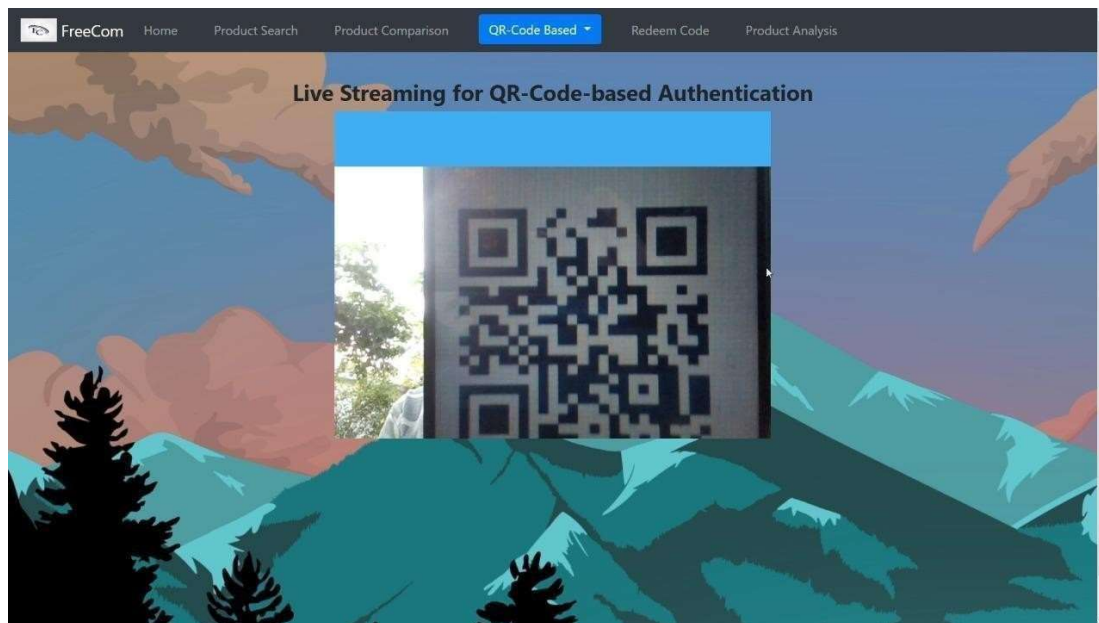 FreeCom Home Product Search Product Comparison QR-Code Based Redeem Code Product Analysis
Live Streaming for QR-Code-based Authentication